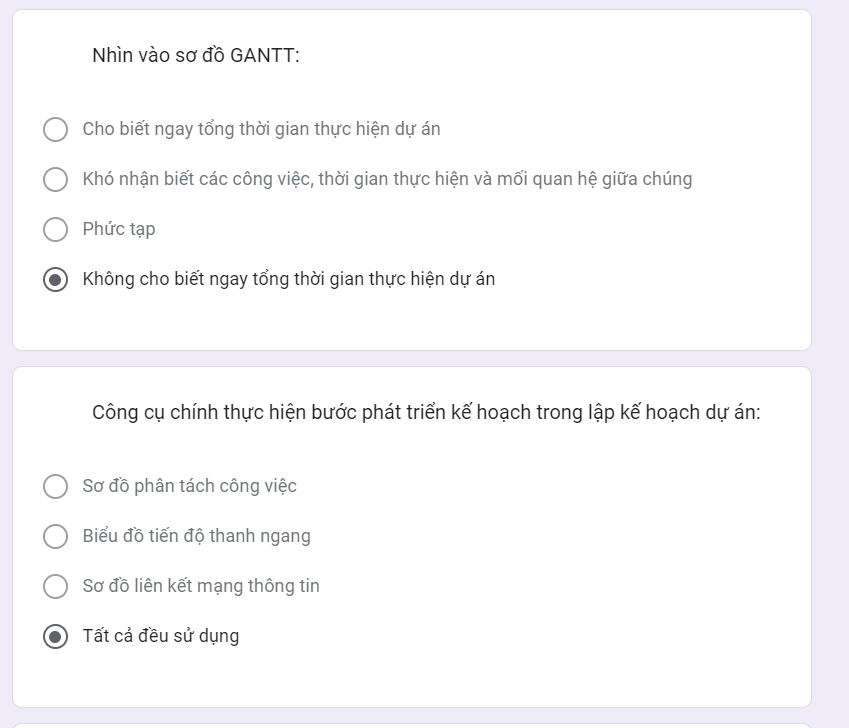 Nhìn vào sơ đồ GANTT:
Cho biết ngay tổng thời gian thực hiện dự án
Khó nhận biết các công việc, thời gian thực hiện và mối quan hệ giữa chúng
Phức tạp
Không cho biết ngay tổng thời gian thực hiện dự án
Công cụ chính thực hiện bước phát triển kế hoạch trong lập kế hoạch dự án:
Sơ đồ phân tách công việc
Biểu đồ tiến độ thanh ngang
Sơ đồ liên kết mạng thông tin
Tất cả đều sử dụng